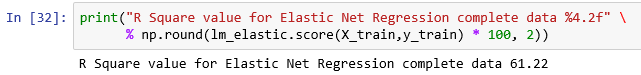 In [32]: print("R Square value for Elastic Net Regression complete data %4.2f" \
% np.round(lm_elastic.score(X_train,y_train) * 100, 2))
R Square value for Elastic Net Regression complete data 61.22